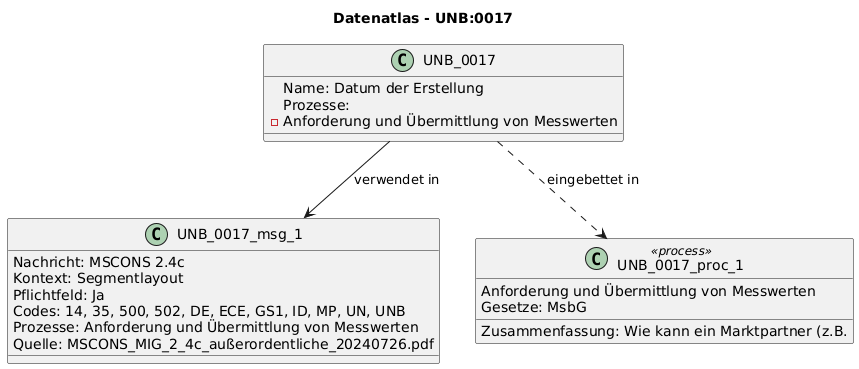 Datenatlas - UNB:0017
C UNB_0017
Name: Datum der Erstellung
Prozesse:
Anforderung und Übermittlung von Messwerten
verwendet in
eingebettet in
C UNB_0017_msg_1
Nachricht: MSCONS 2.4c
Kontext: Segmentlayout
Pflichtfeld: Ja
Codes: 14, 35, 500, 502, DE, ECE, GS1, ID, MP, UN, UNB
Prozesse: Anforderung und Übermittlung von Messwerten
Quelle: MSCONS_MIG_2_4c_außerordentliche_20240726.pdf
C «process»
UNB_0017_proc_1
Anforderung und Übermittlung von Messwerten
Gesetze: MsbG
Zusammenfassung: Wie kann ein Marktpartner (z.B.